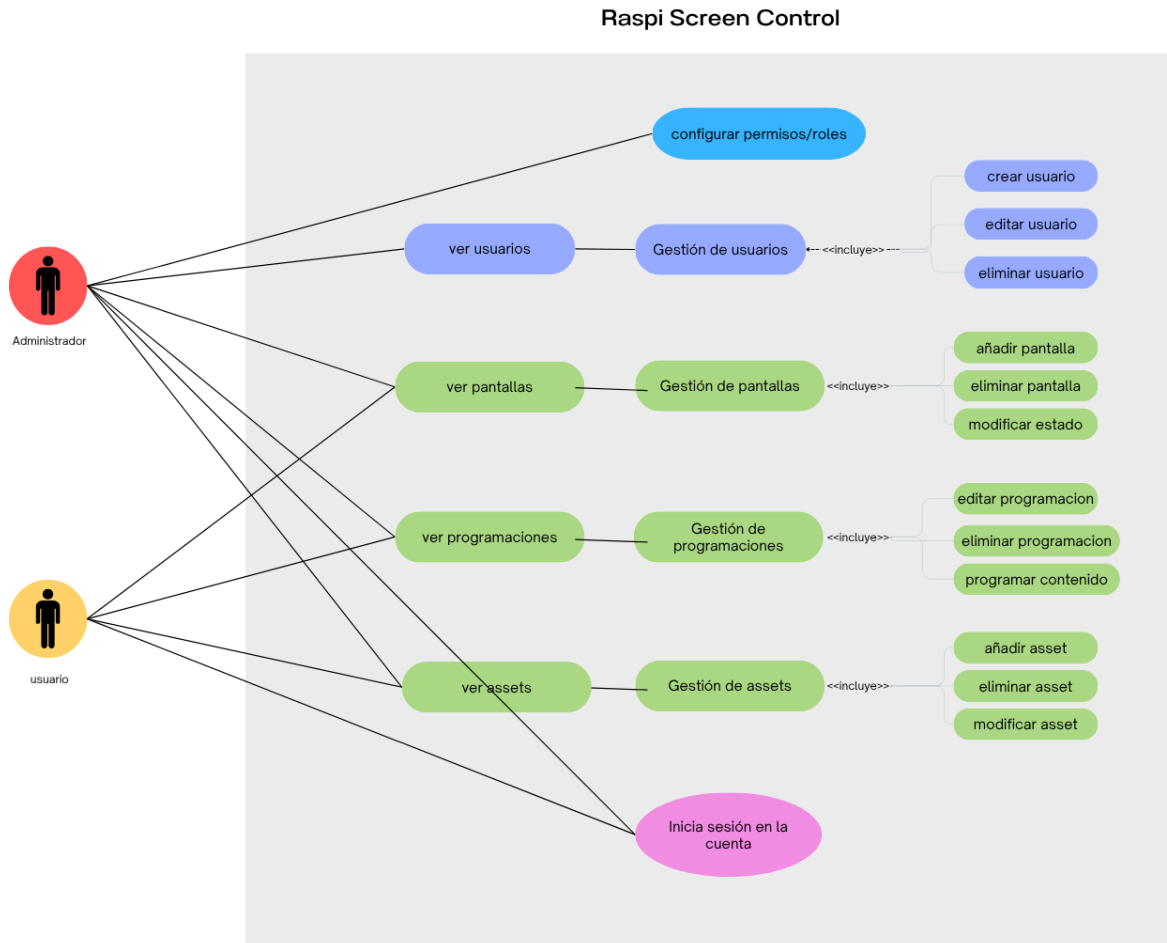 Raspi Screen Control
configurar permisos/roles
crear usuario
ver usuarios
Gestión de usuarios
<<incluye>>
editar usuario
eliminar usuario
Administrador
ver pantallas
Gestión de pantallas
<<incluye>>
añadir pantalla
eliminar pantalla
modificar estado
ver programaciones
Gestión de
programaciones
<<incluye>>
editar programacion
eliminar programacion
programar contenido
usuario
ver assets
Gestión de assets
<<incluye>>
añadir asset
eliminar asset
modificar asset
Inicia sesión en la
cuenta